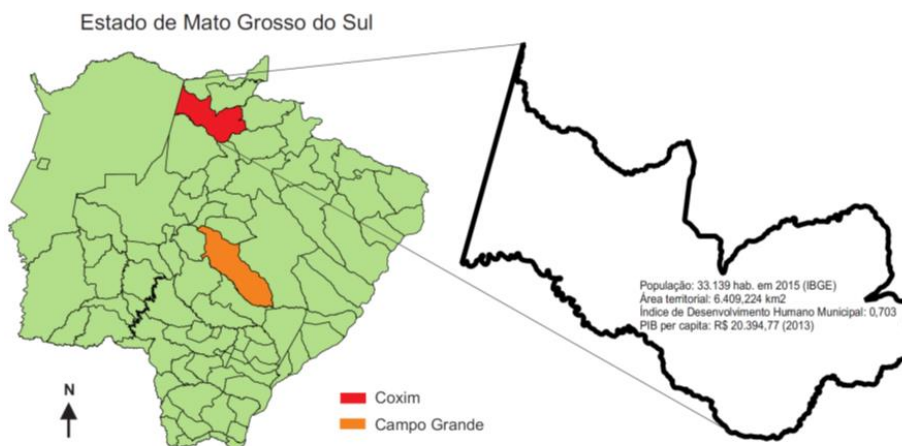 Estado de Mato Grosso do Sul
População: 33.139 hab. em 2015 (IBGE)
Área territorial: 6.409,224 km2
Índice de Desenvolvimento Humano Municipal: 0,703
PIB per capita: R$ 20.394,77 (2013)
N
Coxim
Campo Grande